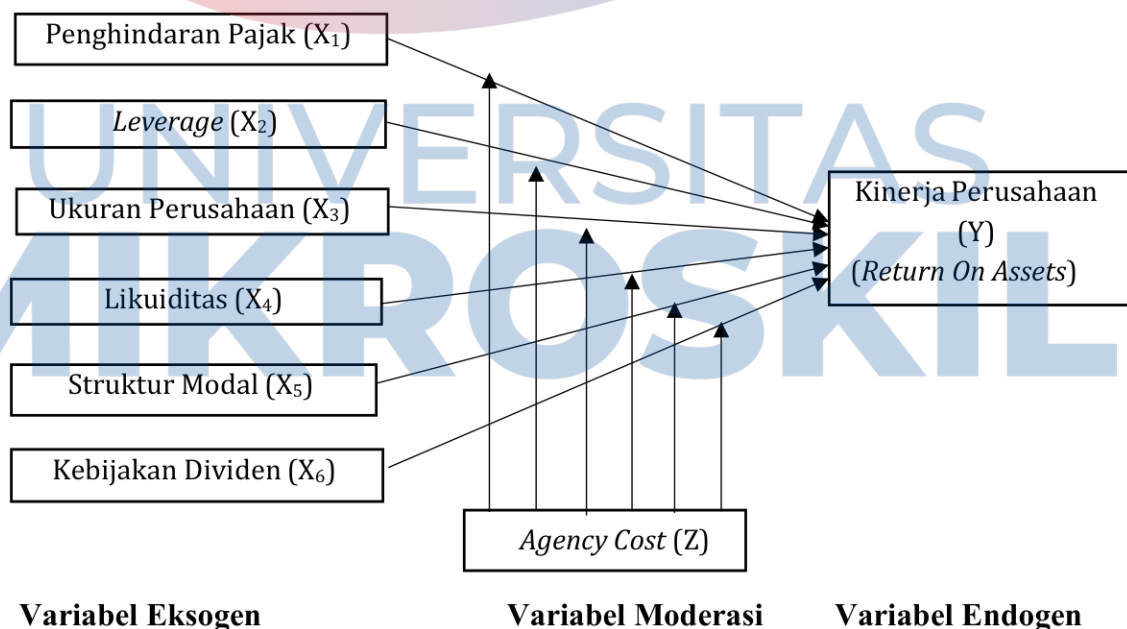 Penghindaran Pajak (X₁)
Leverage (X₂)
Ukuran Perusahaan (X₃)
Likuiditas (X₄)
Struktur Modal (X₅)
Kebijakan Dividen (X₆)
Kinerja Perusahaan
(Y)
(Return On Assets)
Agency Cost (Z)
Variabel Eksogen
Variabel Moderasi
Variabel Endogen
UNIVERSITAS
MIKROSKIL